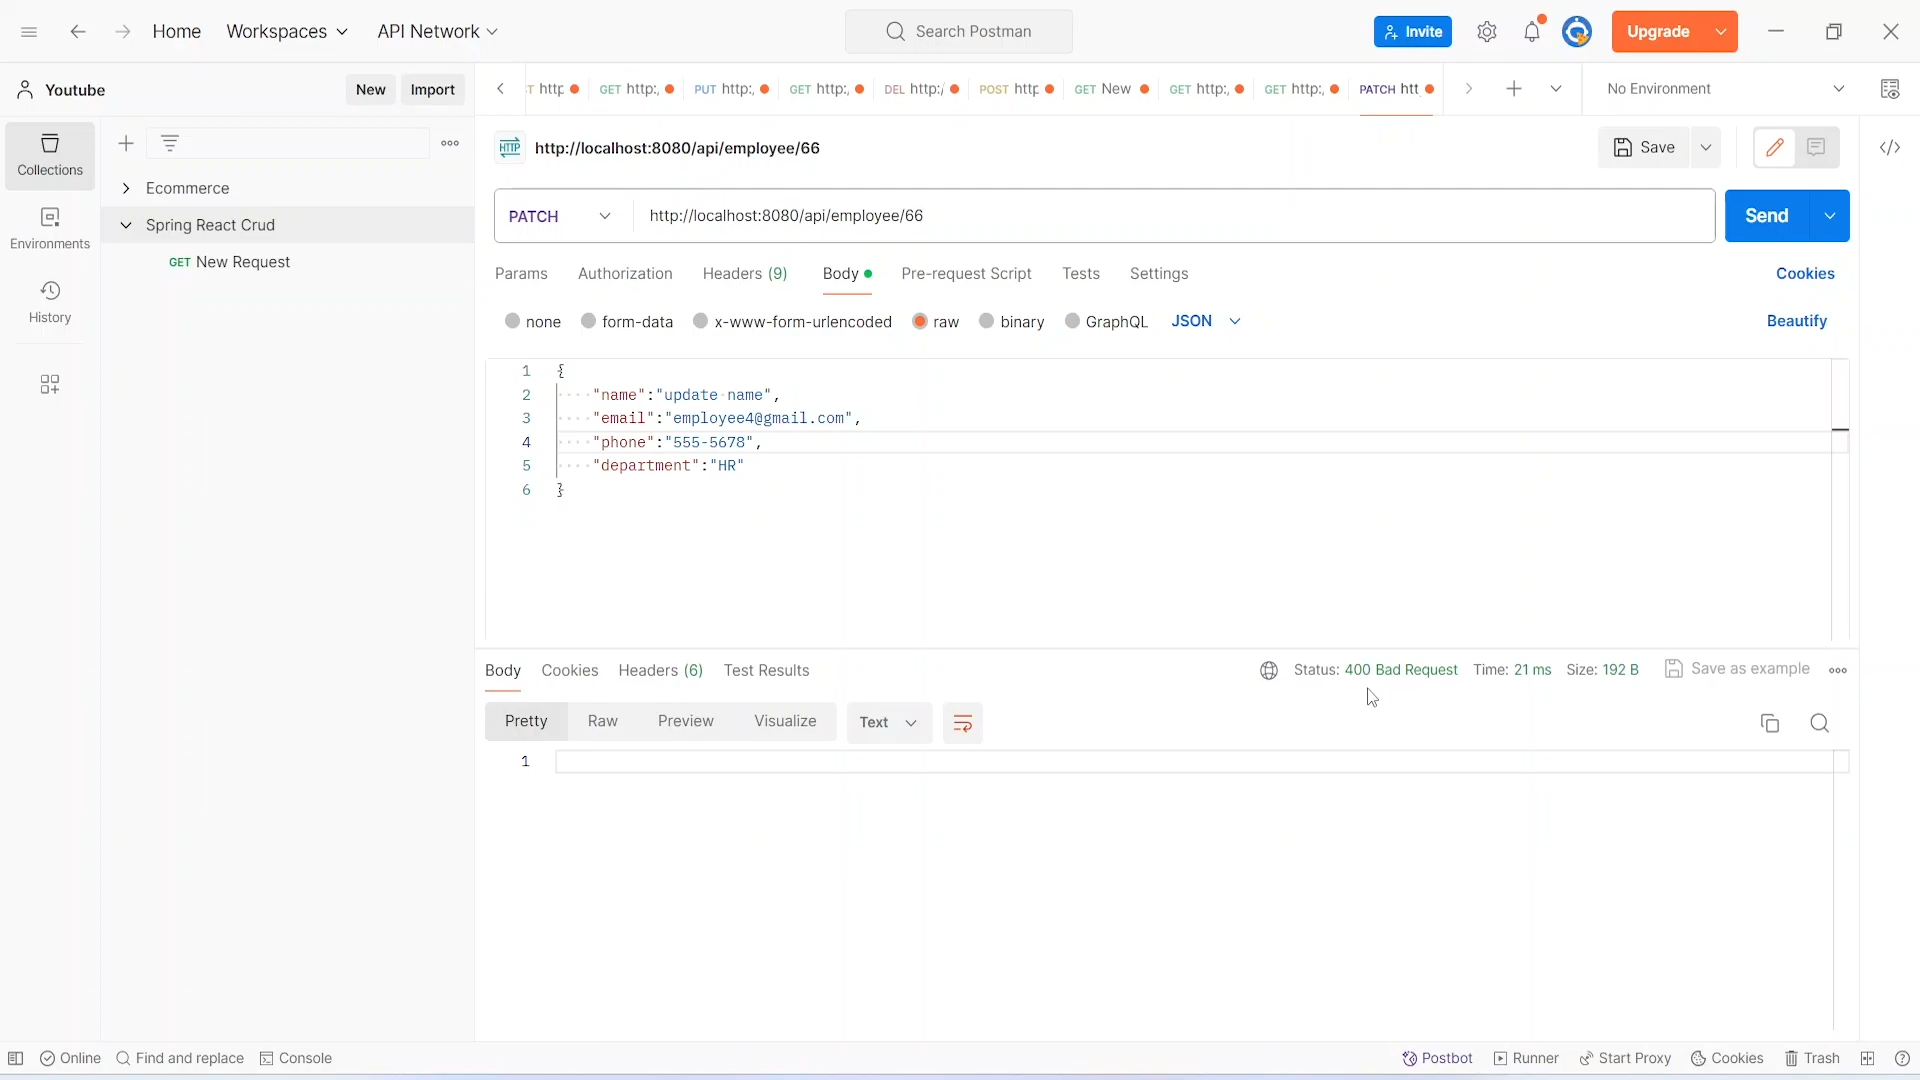 Home Workspaces API Network Search Postman Invite Upgrade
Youtube New Import
http GET http:, PUT http:, GET http:, DEL http:/ POST http GET New GET http:, GET http:, PATCH htt No Environment
HTTP http://localhost:8080/api/employee/66 Save
Collections
Ecommerce
Spring React Crud
GET New Request
Environments
History
PATCH http://localhost:8080/api/employee/66 Send
Params Authorization Headers (9) Body Pre-request Script Tests Settings Cookies
none form-data x-www-form-urlencoded raw binary GraphQL JSON Beautify
1 {
2 "name":"update name",
3 "email":"employee4@gmail.com",
4 "phone":"555-5678",
5 "department":"HR"
6 }
Body Cookies Headers (6) Test Results Status: 400 Bad Request Time: 21 ms Size: 192 B Save as example
Pretty Raw Preview Visualize Text
1
Online Find and replace Console Postbot Runner Start Proxy Cookies Trash